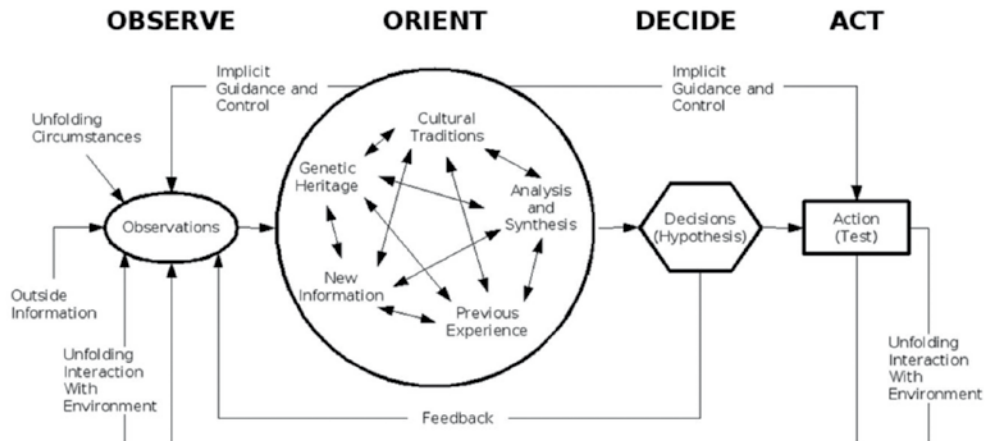 OBSERVE
ORIENT
DECIDE
ACT
Implicit
Guidance and
Control
Implicit
Guidance and
Control
Unfolding
Circumstances
Cultural
Traditions
Genetic
Heritage
Analysis
and
Synthesis
Observations
Decisions
(Hypothesis)
Action
(Test)
New
Information
Previous
Experience
Outside
Information
Unfolding
Interaction
With
Environment
Unfolding
Interaction
With
Environment
Feedback